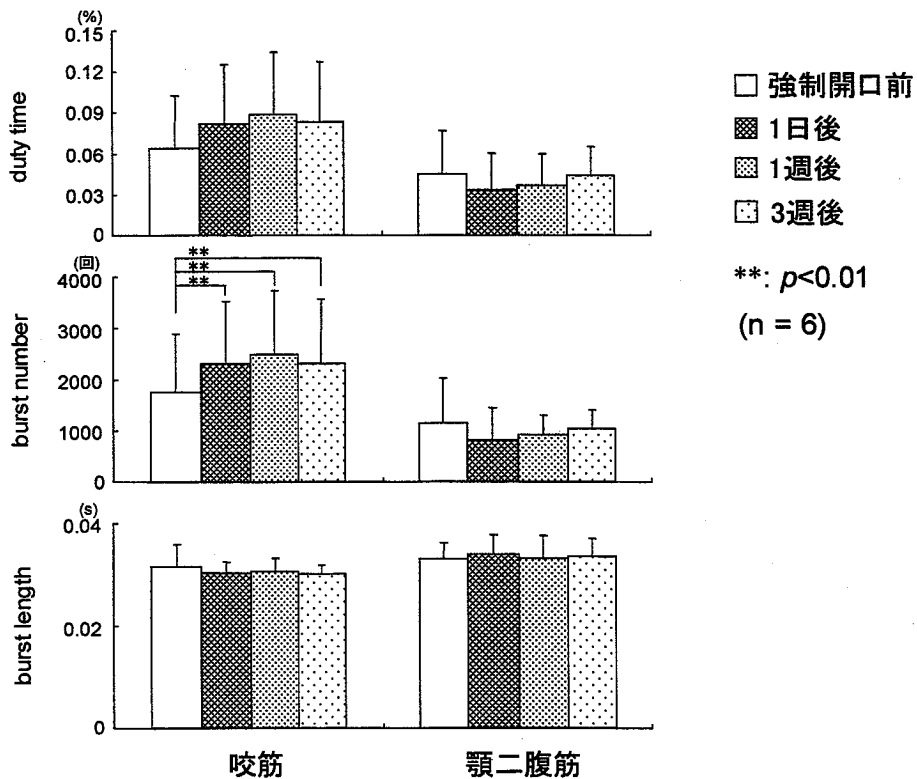 (%)
0.15
0.12
0.09
0.06
0.03
0
duty time
(回)
4000
3000
2000
1000
0
burst number
**
**
**
(s)
0.04
0.02
0
burst length
咬筋
顎二腹筋
強制開口前
1日後
1週後
3週後
**: p<0.01
(n = 6)